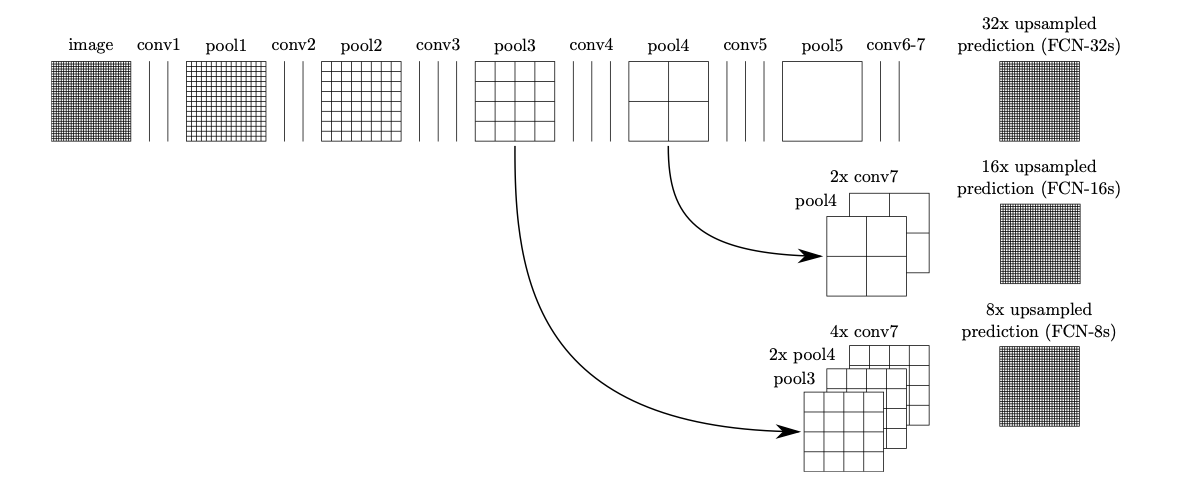 image conv1 pool1 conv2 pool2 conv3 pool3 conv4 pool4 conv5 pool5 conv6-7
32x upsampled
prediction (FCN-32s)
2x conv7
pool4
16x upsampled
prediction (FCN-16s)
4x conv7
2x pool4
pool3
8x upsampled
prediction (FCN-8s)